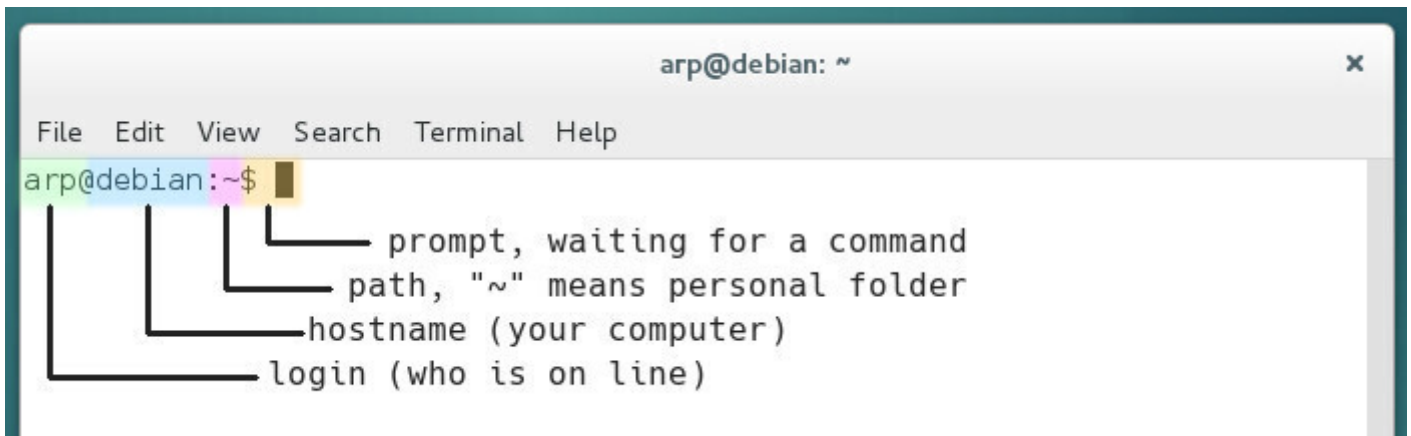 arp@debian: ~
File Edit View Search Terminal Help
arp@debian:~$
prompt, waiting for a command
path, "~" means personal folder
hostname (your computer)
login (who is on line)